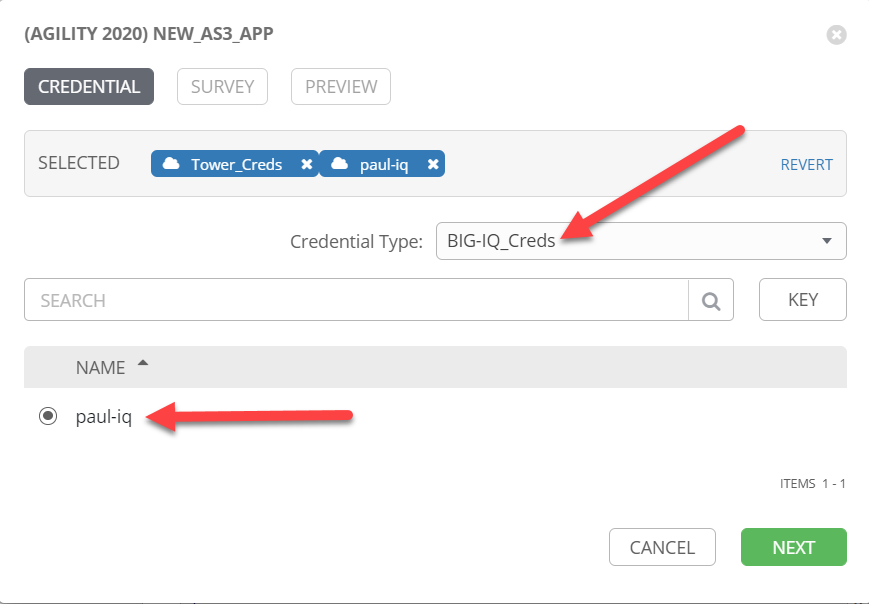 (AGILITY 2020) NEW_AS3_APP
CREDENTIAL SURVEY PREVIEW
SELECTED Tower_Creds paul-iq REVERT
Credential Type: BIG-IQ_Creds
SEARCH KEY
NAME
paul-iq
ITEMS 1 - 1
CANCEL NEXT